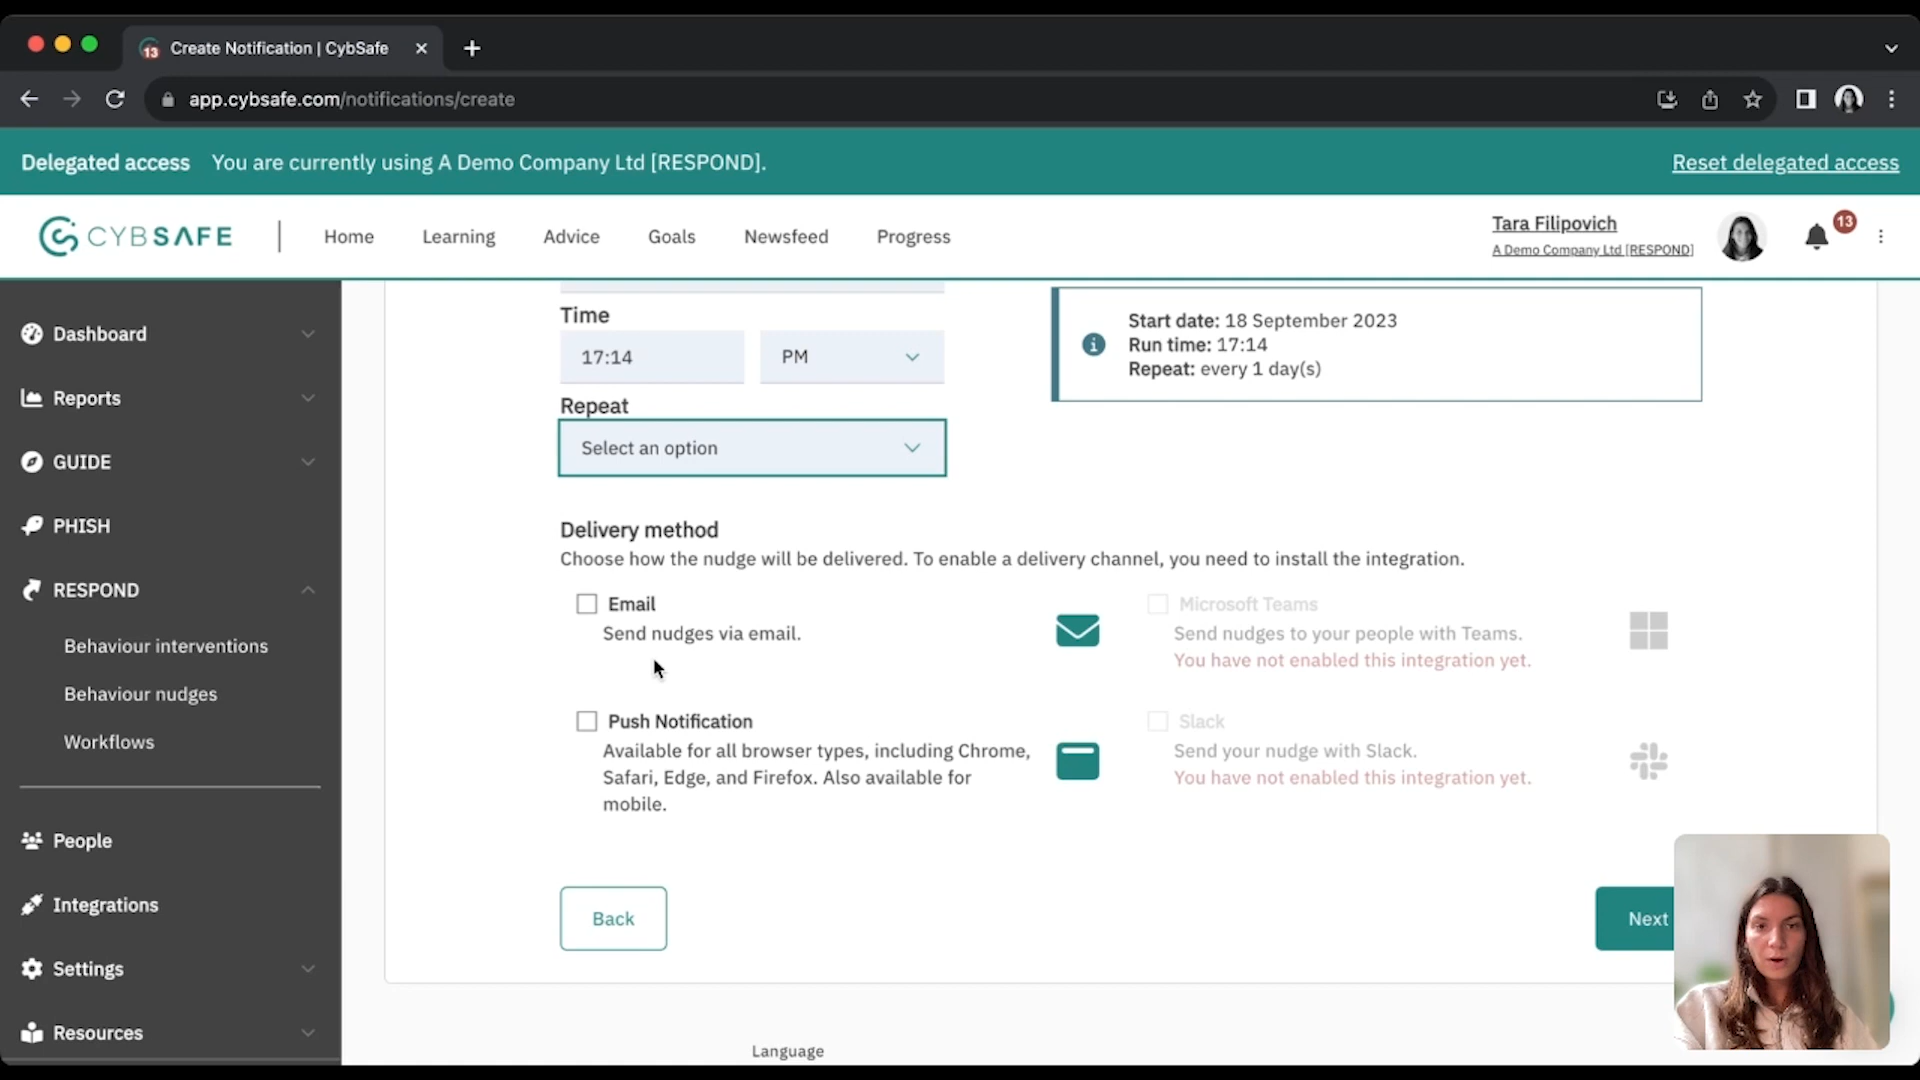 13
Create Notification | CybSafe
app.cybsafe.com/notifications/create
Delegated access You are currently using A Demo Company Ltd [RESPOND].
Reset delegated access
CYBSAFE
Home
Learning
Advice
Goals
Newsfeed
Progress
Tara Filipovich
A Demo Company Ltd [RESPOND]
13
Dashboard
Reports
GUIDE
PHISH
RESPOND
Behaviour interventions
Behaviour nudges
Workflows
People
Integrations
Settings
Resources
Time
17:14
PM
Repeat
Select an option
Start date: 18 September 2023
Run time: 17:14
Repeat: every 1 day(s)
Delivery method
Choose how the nudge will be delivered. To enable a delivery channel, you need to install the integration.
Email
Send nudges via email.
Microsoft Teams
Send nudges to your people with Teams.
You have not enabled this integration yet.
Push Notification
Available for all browser types, including Chrome,
Safari, Edge, and Firefox. Also available for
mobile.
Slack
Send your nudge with Slack.
You have not enabled this integration yet.
Back
Next
Language